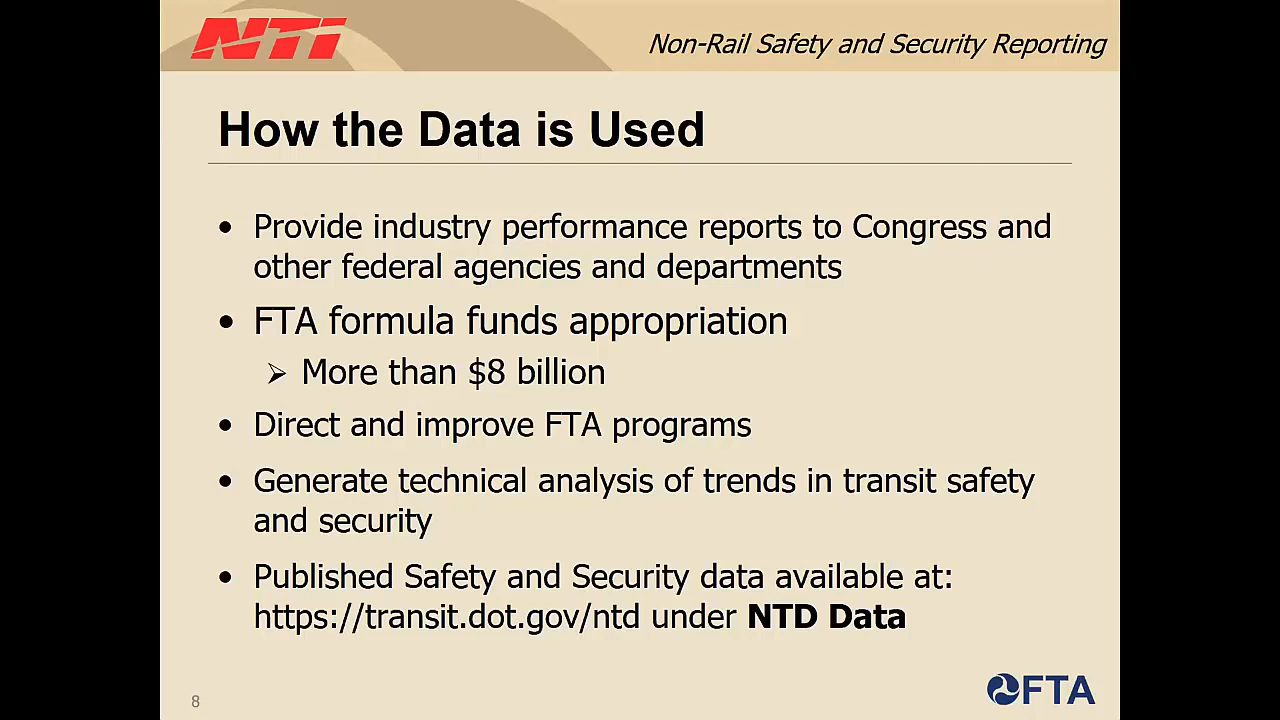 NTI
Non-Rail Safety and Security Reporting
How the Data is Used
• Provide industry performance reports to Congress and
other federal agencies and departments
• FTA formula funds appropriation
➢ More than $8 billion
• Direct and improve FTA programs
• Generate technical analysis of trends in transit safety
and security
• Published Safety and Security data available at:
https://transit.dot.gov/ntd under NTD Data
8
FTA